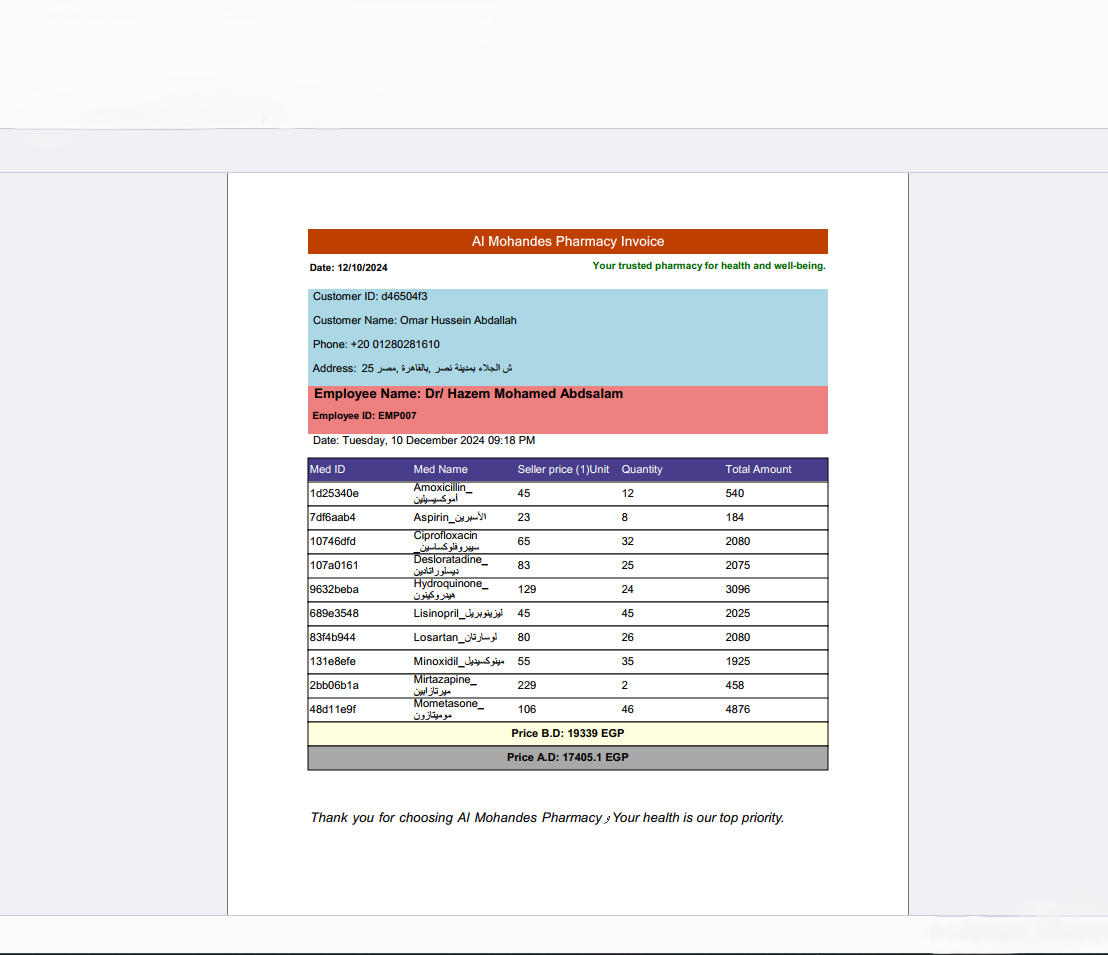 Al Mohandes Pharmacy Invoice
Date: 12/10/2024 Your trusted pharmacy for health and well-being.
Customer ID: d46504f3
Customer Name: Omar Hussein Abdallah
Phone: +20 01280281610
Address: 25 ش الجلاء بمدينة نصر ,بالقاهرة ,مصر
Employee Name: Dr/ Hazem Mohamed Abdsalam
Employee ID: EMP007
Date: Tuesday, 10 December 2024 09:18 PM
Med ID Med Name Seller price (1)Unit Quantity Total Amount
1d25340e Amoxicillin_ 45 12 540
أموكسيسيلين
7df6aab4 Aspirin_الأسبرين 23 8 184
10746dfd Ciprofloxacin 65 32 2080
_سيبروفلوكساسين
107a0161 Desloratadine_ 83 25 2075
ديسلوراتادين
9632beba Hydroquinone_ 129 24 3096
هيدروكينون
689e3548 Lisinopril_ليزينوبريل 45 45 2025
83f4b944 Losartan_لوسارتان 80 26 2080
131e8efe Minoxidil_مينوكسيديل 55 35 1925
2bb06b1a Mirtazapine_ 229 2 458
ميرتازابين
48d11e9f Mometasone_ 106 46 4876
موميتازون
Price B.D: 19339 EGP
Price A.D: 17405.1 EGP
Thank you for choosing Al Mohandes Pharmacy و Your health is our top priority.